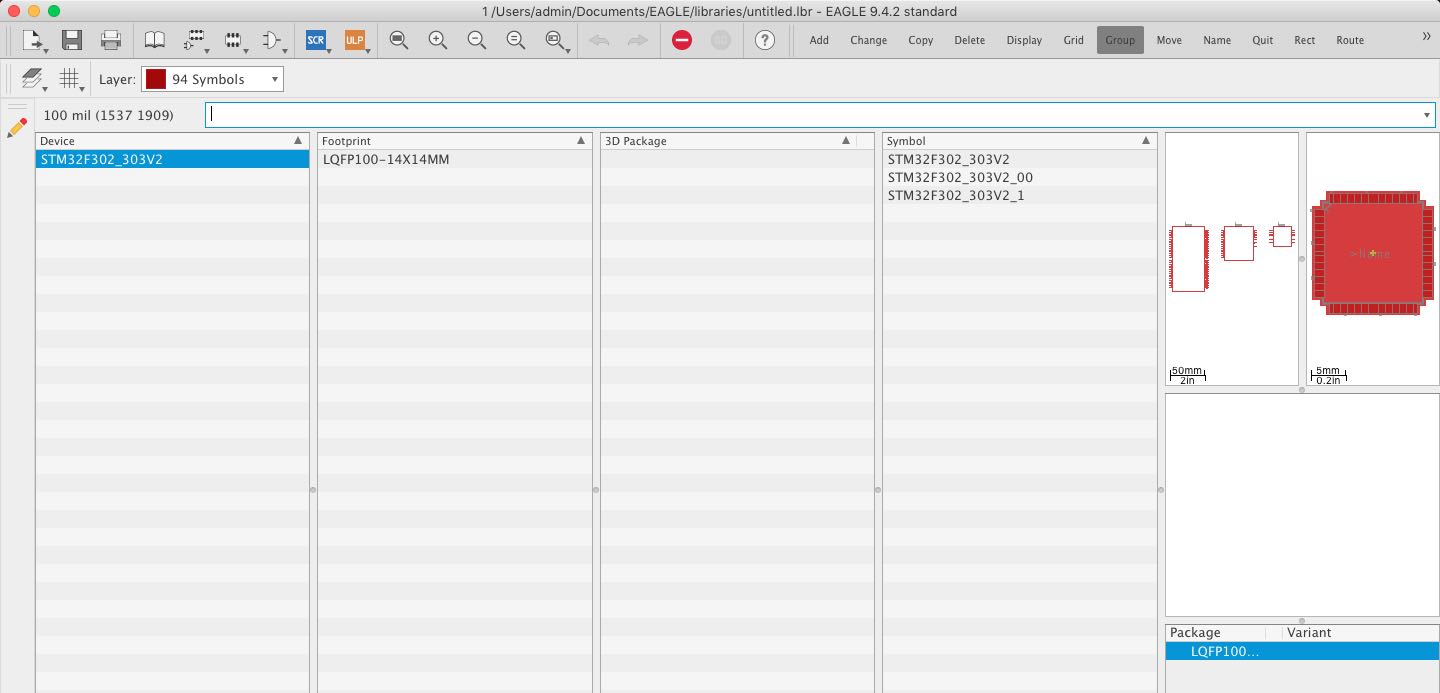 1 /Users/admin/Documents/EAGLE/libraries/untitled.lbr - EAGLE 9.4.2 standard
SCR
ULP
Add
Change
Copy
Delete
Display
Grid
Group
Move
Name
Quit
Rect
Route
»
Layer:
94 Symbols
100 mil (1537 1909)
Device
Footprint
3D Package
Symbol
STM32F302_303V2
LQFP100-14X14MM
STM32F302_303V2
STM32F302_303V2_00
STM32F302_303V2_1
>Name
50mm
2in
5mm
0.2in
Package
Variant
LQFP100...